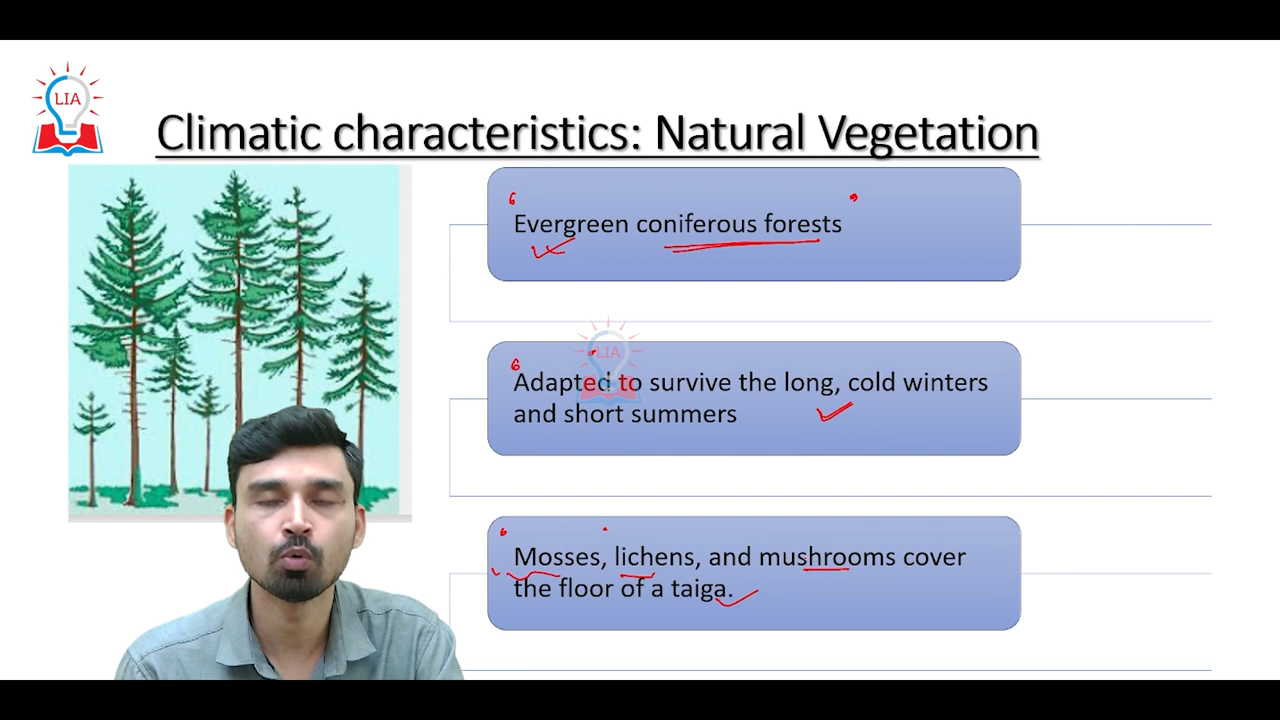 LIA
Climatic characteristics: Natural Vegetation
Evergreen coniferous forests
LIA
Adapted to survive the long, cold winters
and short summers
Mosses, lichens, and mushrooms cover
the floor of a taiga.